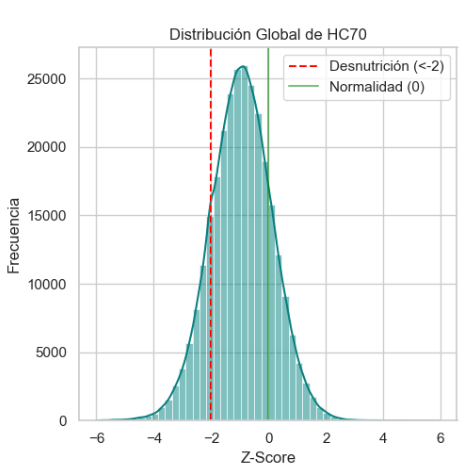 Distribución Global de HC70
Desnutrición (<-2)
Normalidad (0)
Frecuencia
25000
20000
15000
10000
5000
0
−6 −4 −2 0 2 4 6
Z-Score